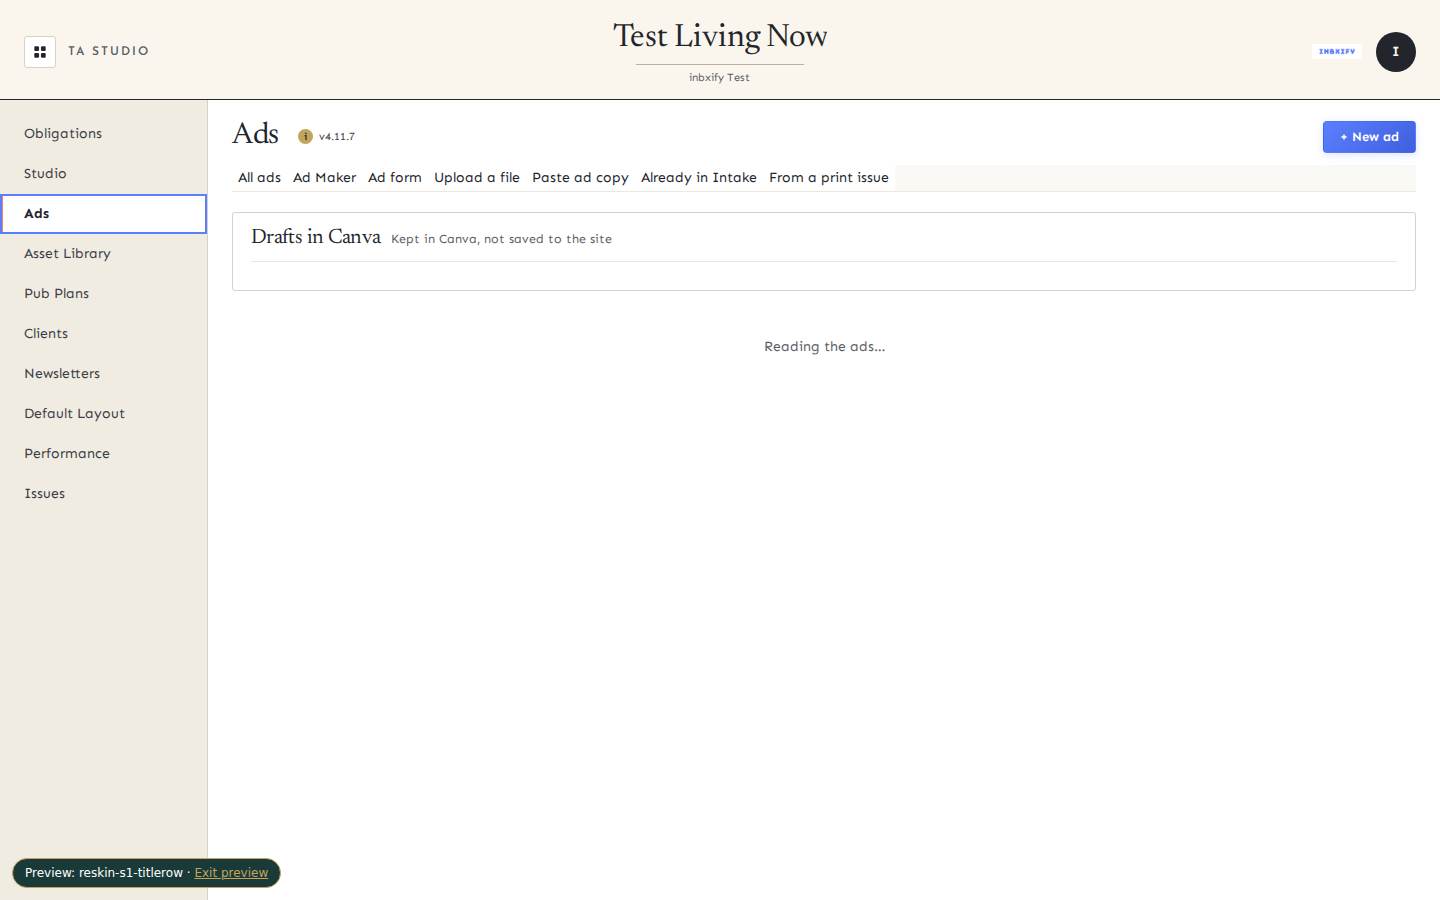 TA STUDIO
Test Living Now
inbxify Test
INBXIFY
I
Obligations
Studio
Ads
Asset Library
Pub Plans
Clients
Newsletters
Default Layout
Performance
Issues
Ads i v4.11.7
+ New ad
All ads Ad Maker Ad form Upload a file Paste ad copy Already in Intake From a print issue
Drafts in Canva Kept in Canva, not saved to the site
Reading the ads...
Preview: reskin-s1-titlerow · Exit preview